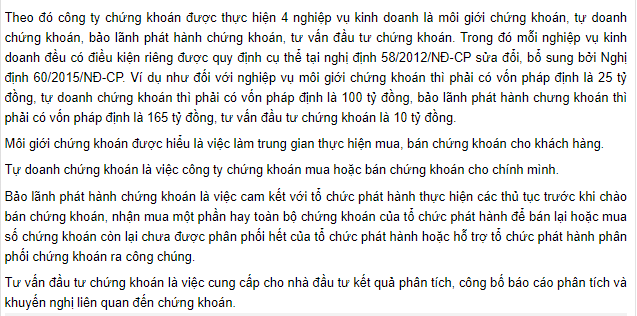 Theo đó công ty chứng khoán được thực hiện 4 nghiệp vụ kinh doanh là môi giới chứng khoán, tự doanh
chứng khoán, bảo lãnh phát hành chứng khoán, tư vấn đầu tư chứng khoán. Trong đó mỗi nghiệp vụ kinh
doanh đều có điều kiện riêng được quy định cụ thể tại nghị định 58/2012/NĐ-CP sửa đổi, bổ sung bởi Nghị
định 60/2015/NĐ-CP. Ví dụ như đối với nghiệp vụ môi giới chứng khoán thì phải có vốn pháp định là 25 tỷ
đồng, tự doanh chứng khoán thì phải có vốn pháp định là 100 tỷ đồng, bảo lãnh phát hành chưng khoán thì
phải có vốn pháp định là 165 tỷ đồng, tư vấn đầu tư chứng khoán là 10 tỷ đồng.
Môi giới chứng khoán được hiểu là việc làm trung gian thực hiện mua, bán chứng khoán cho khách hàng.
Tự doanh chứng khoán là việc công ty chứng khoán mua hoặc bán chứng khoán cho chính mình.
Bảo lãnh phát hành chứng khoán là việc cam kết với tổ chức phát hành thực hiện các thủ tục trước khi chào
bán chứng khoán, nhận mua một phần hay toàn bộ chứng khoán của tổ chức phát hành để bán lại hoặc mua
số chứng khoán còn lại chưa được phân phối hết của tổ chức phát hành hoặc hỗ trợ tổ chức phát hành phân
phối chứng khoán ra công chúng.
Tư vấn đầu tư chứng khoán là việc cung cấp cho nhà đầu tư kết quả phân tích, công bố báo cáo phân tích và
khuyến nghị liên quan đến chứng khoán.